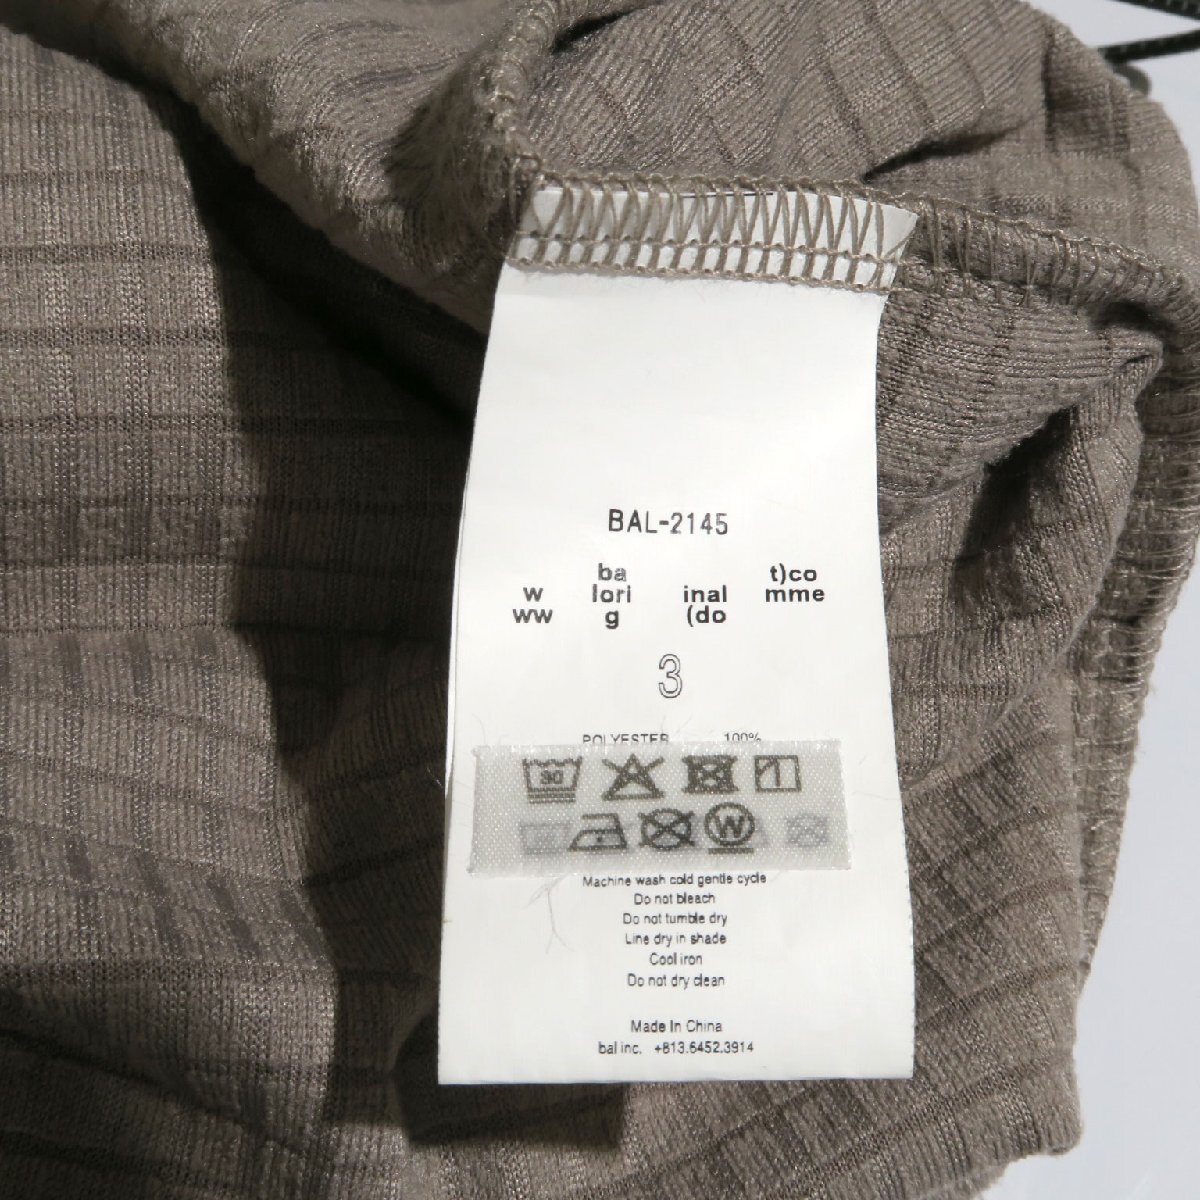 BAL-2145
ba t)co
w lori inal mme
ww g (do
3
POLYESTER 100%
30
W
Machine wash cold gentle cycle
Do not bleach
Do not tumble dry
Line dry in shade
Cool iron
Do not dry clean
Made In China
bal inc. +813.6452.3914